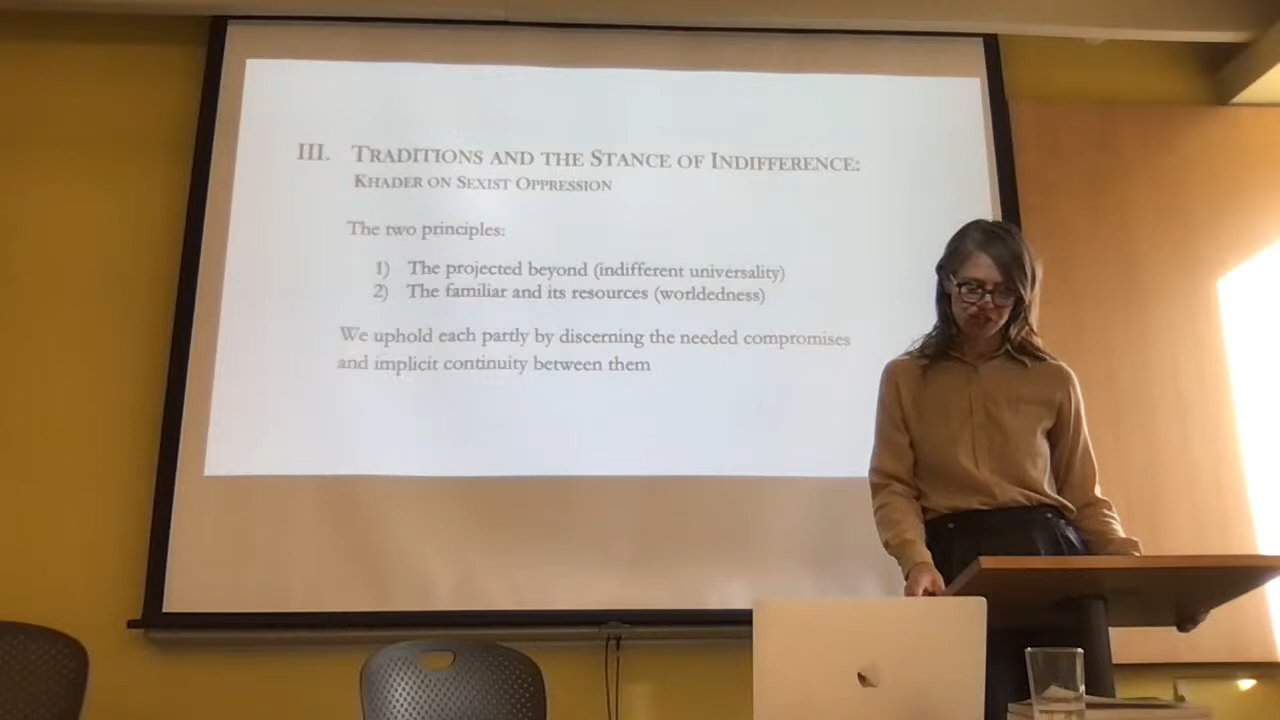 III. TRADITIONS AND THE STANCE OF INDIFFERENCE:
KHADER ON SEXIST OPPRESSION
The two principles:
1) The projected beyond (indifferent universality)
2) The familiar and its resources (worldedness)
We uphold each partly by discerning the needed compromises
and implicit continuity between them